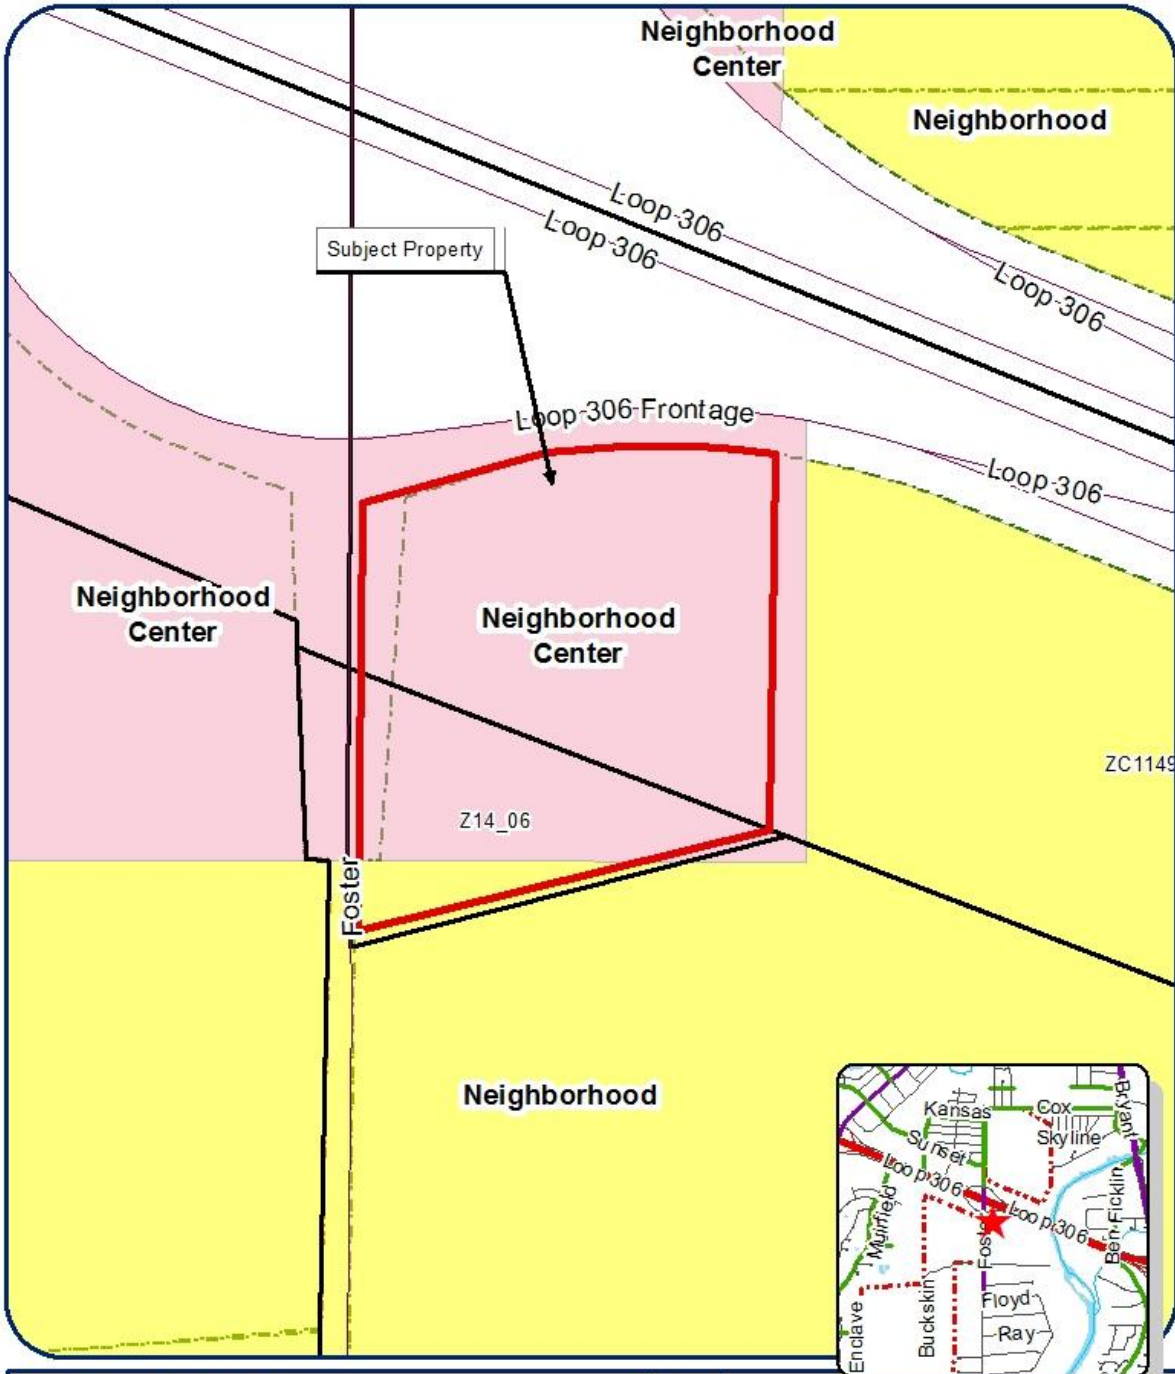 Neighborhood
Center
Neighborhood
Loop 306
Loop 306
Subject Property
Loop 306
Loop 306 Frontage
Loop 306
Neighborhood
Center
Neighborhood
Center
ZC1149
Z14_06
Foster
Neighborhood
Kansas
Cox
Bryant
Sunset
Skyline
Loop 306
Muirfield
Loop 306
Ben Ficklin
Foster
Buckskin
Floyd
Enclave
Ray